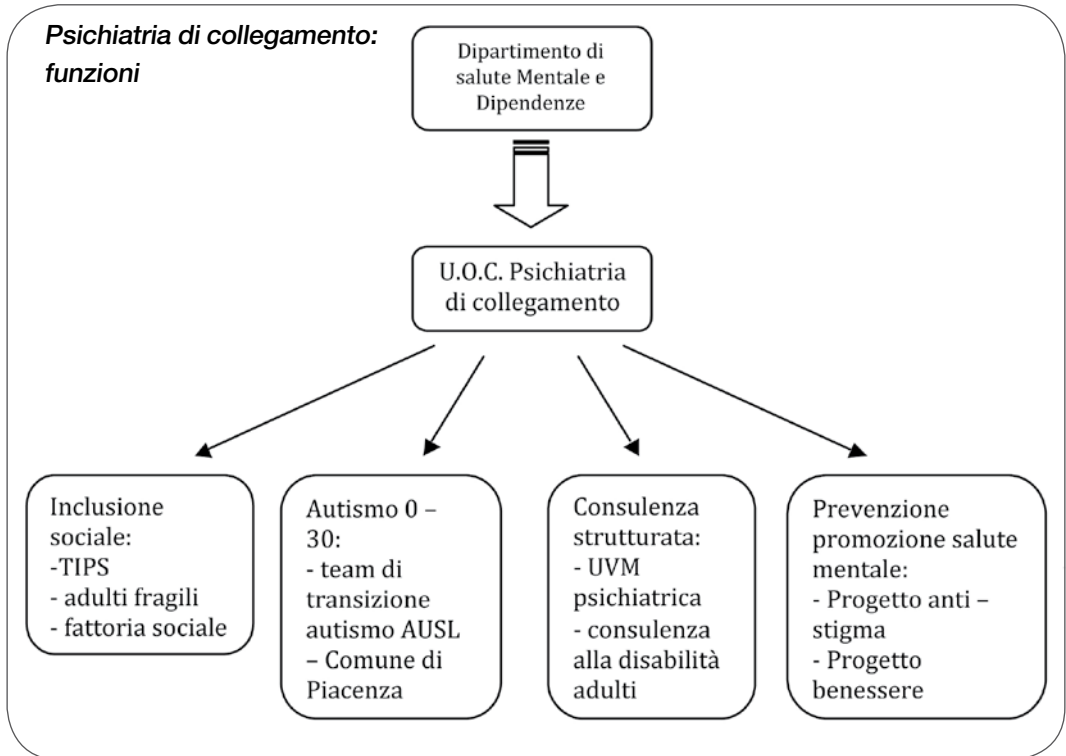 Psichiatria di collegamento:
funzioni
Dipartimento di
salute Mentale e
Dipendenze
U.O.C. Psichiatria
di collegamento
Inclusione
sociale:
-TIPS
- adulti fragili
- fattoria sociale
Autismo 0 –
30:
- team di
transizione
autismo AUSL
– Comune di
Piacenza
Consulenza
strutturata:
- UVM
psichiatrica
- consulenza
alla disabilità
adulti
Prevenzione
promozione salute
mentale:
- Progetto anti –
stigma
- Progetto
benessere